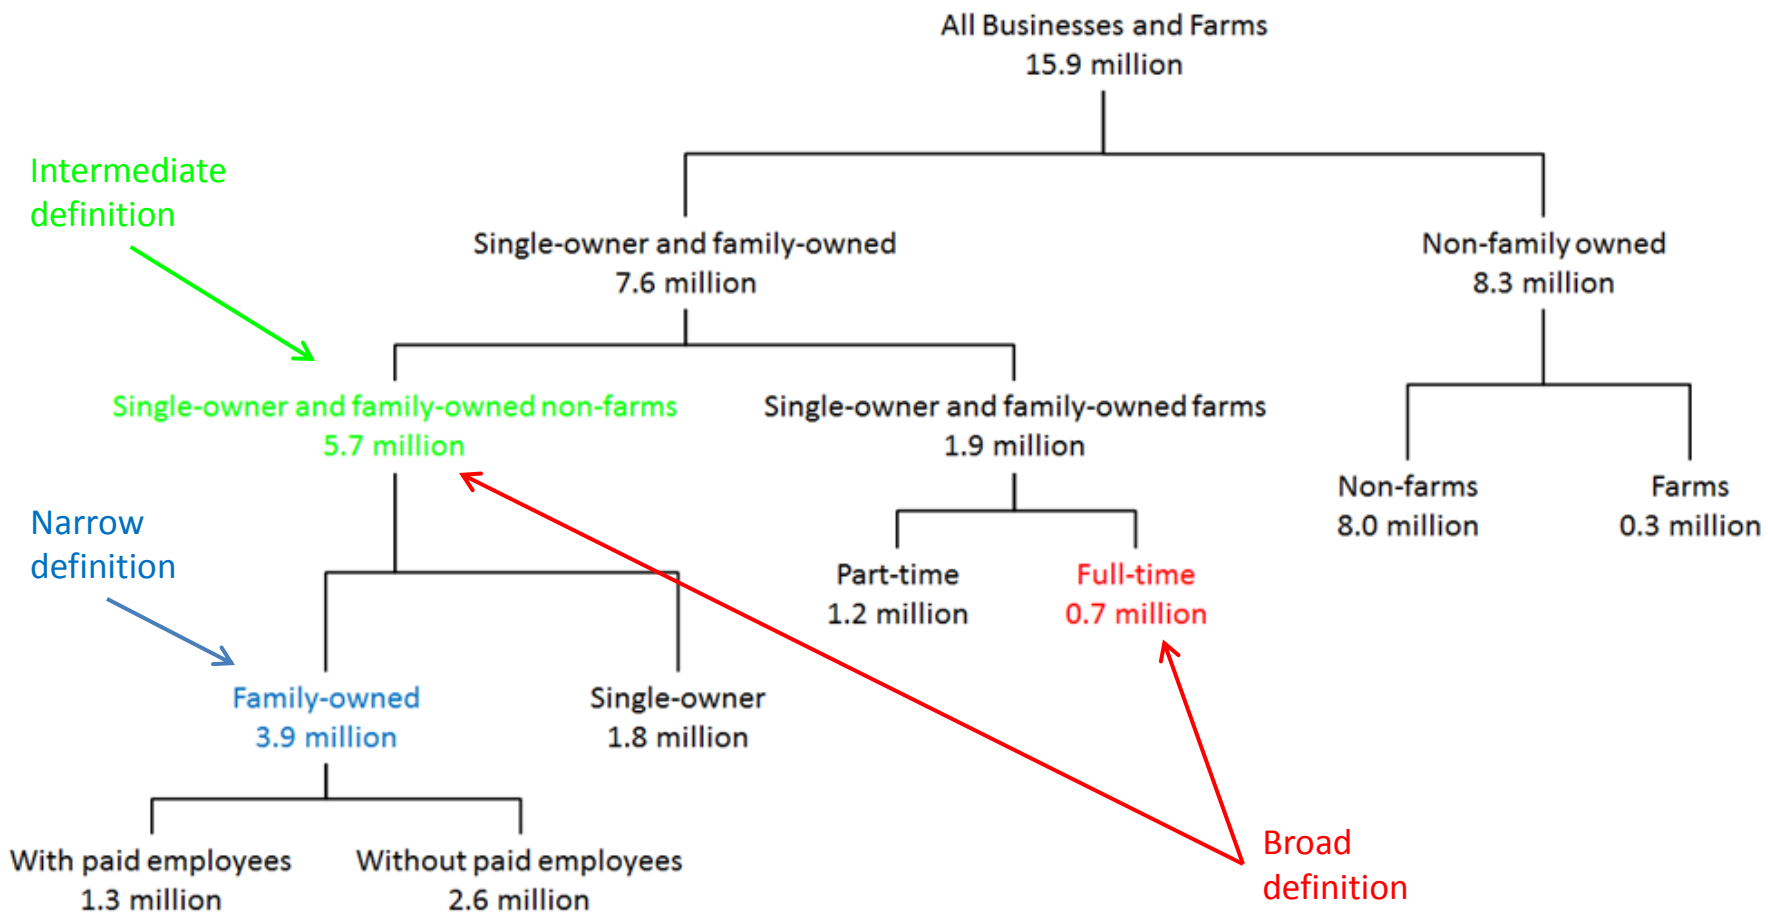 All Businesses and Farms
15.9 million
Intermediate
definition
Single-owner and family-owned
7.6 million
Non-family owned
8.3 million
Single-owner and family-owned non-farms
5.7 million
Single-owner and family-owned farms
1.9 million
Non-farms
8.0 million
Farms
0.3 million
Narrow
definition
Part-time
1.2 million
Full-time
0.7 million
Family-owned
3.9 million
Single-owner
1.8 million
With paid employees
1.3 million
Without paid employees
2.6 million
Broad
definition